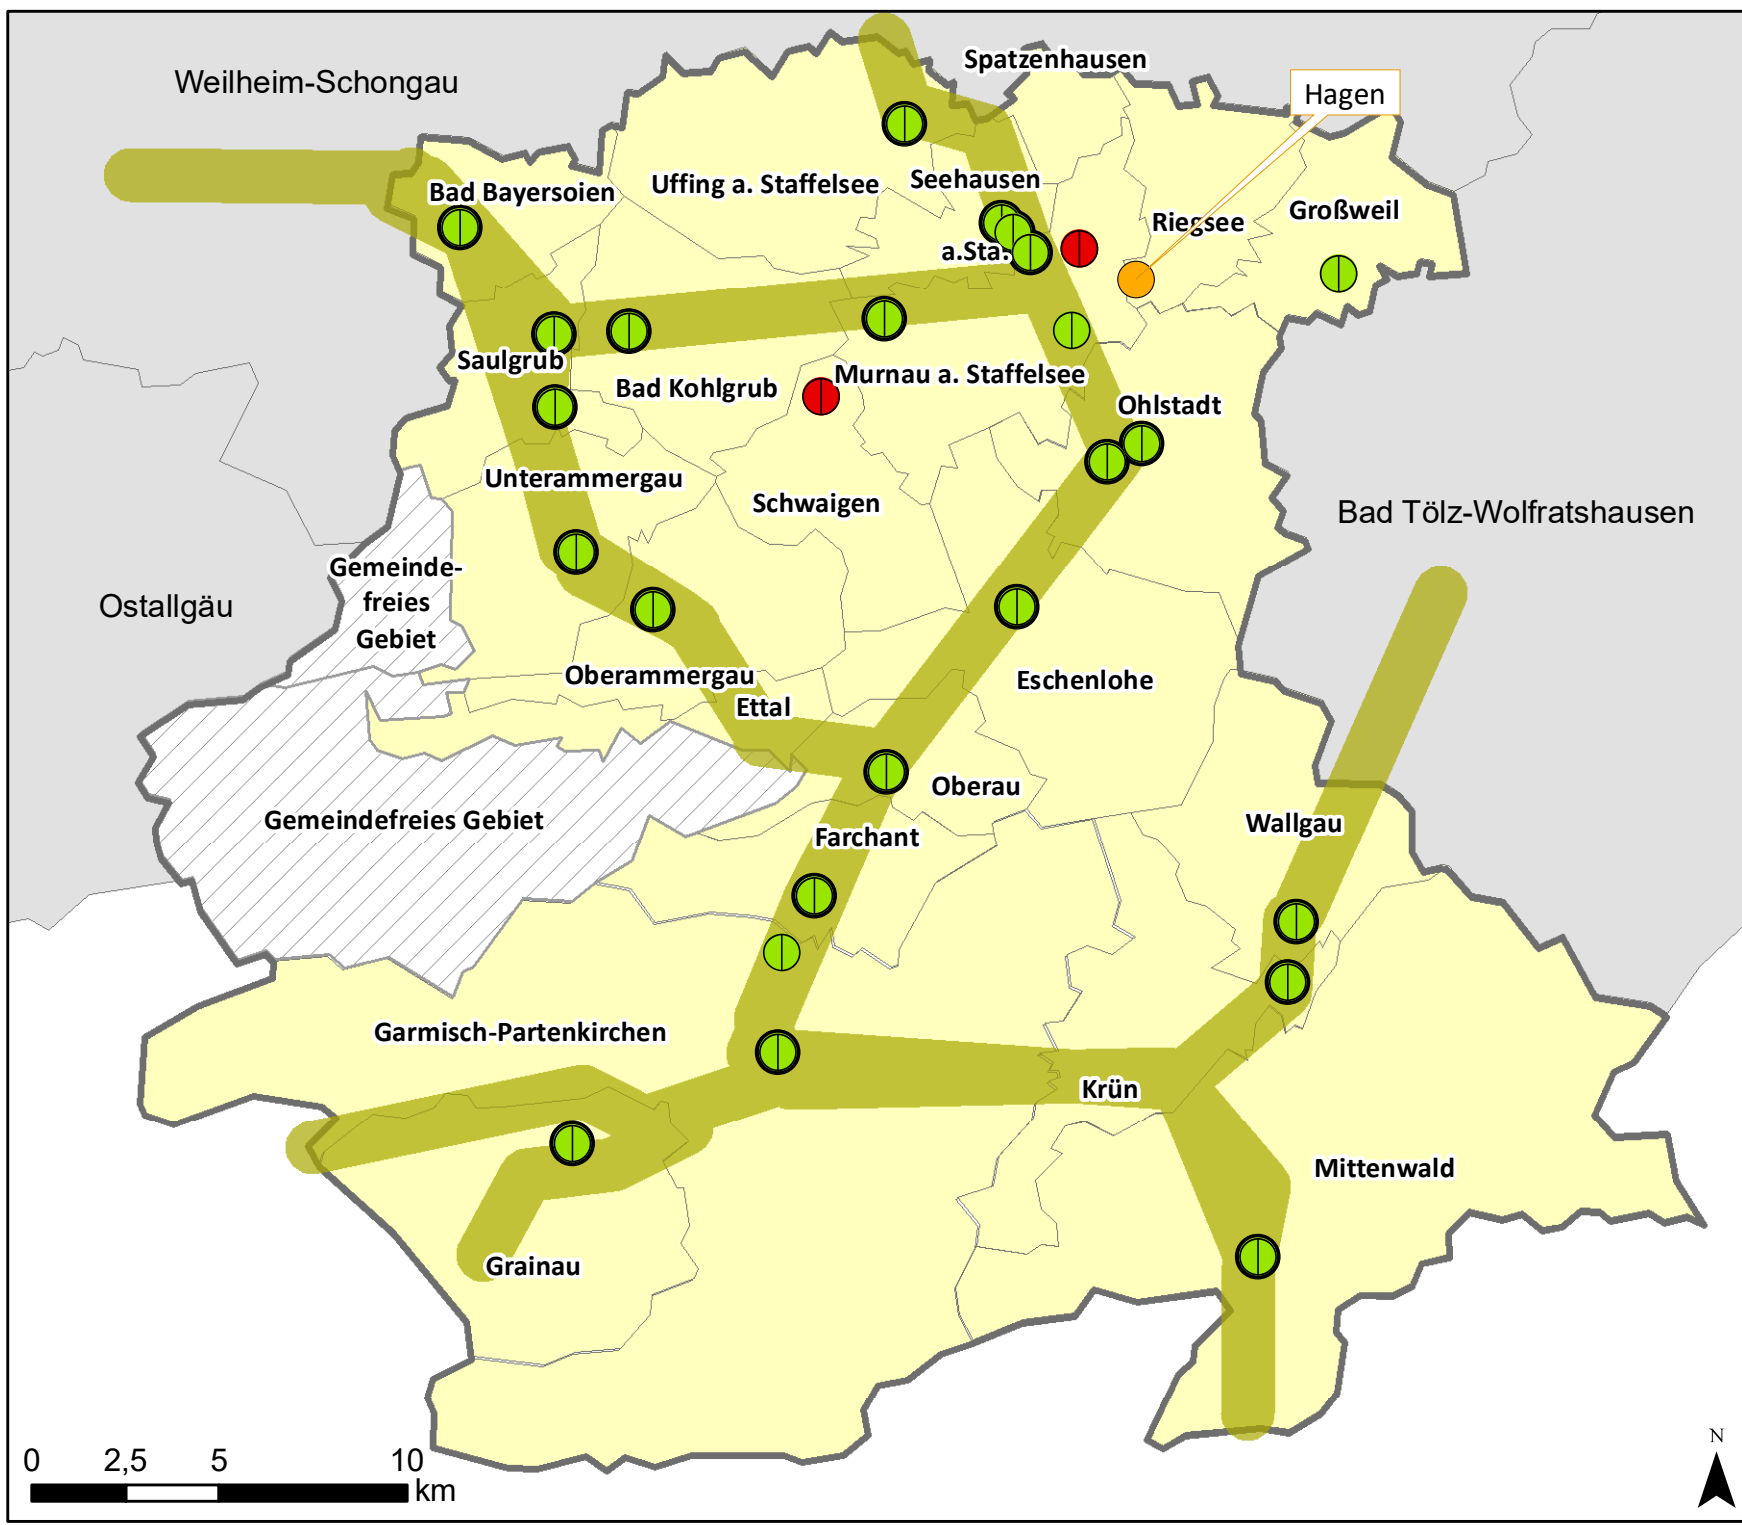 Spatzenhausen
Weilheim-Schongau
Hagen
Uffing a. Staffelsee
Seehausen
Bad Bayersoien
Großweil
Riegsee
a.Sta.
Saulgrub
Bad Kohlgrub
Murnau a. Staffelsee
Ohlstadt
Unterammergau
Schwaigen
Bad Tölz-Wolfratshausen
Gemeinde-
freies
Gebiet
Ostallgäu
Oberammergau
Eschenlohe
Ettal
Oberau
Gemeindefreies Gebiet
Wallgau
Farchant
Garmisch-Partenkirchen
Krün
Mittenwald
Grainau
0 2,5 5 10
km
N